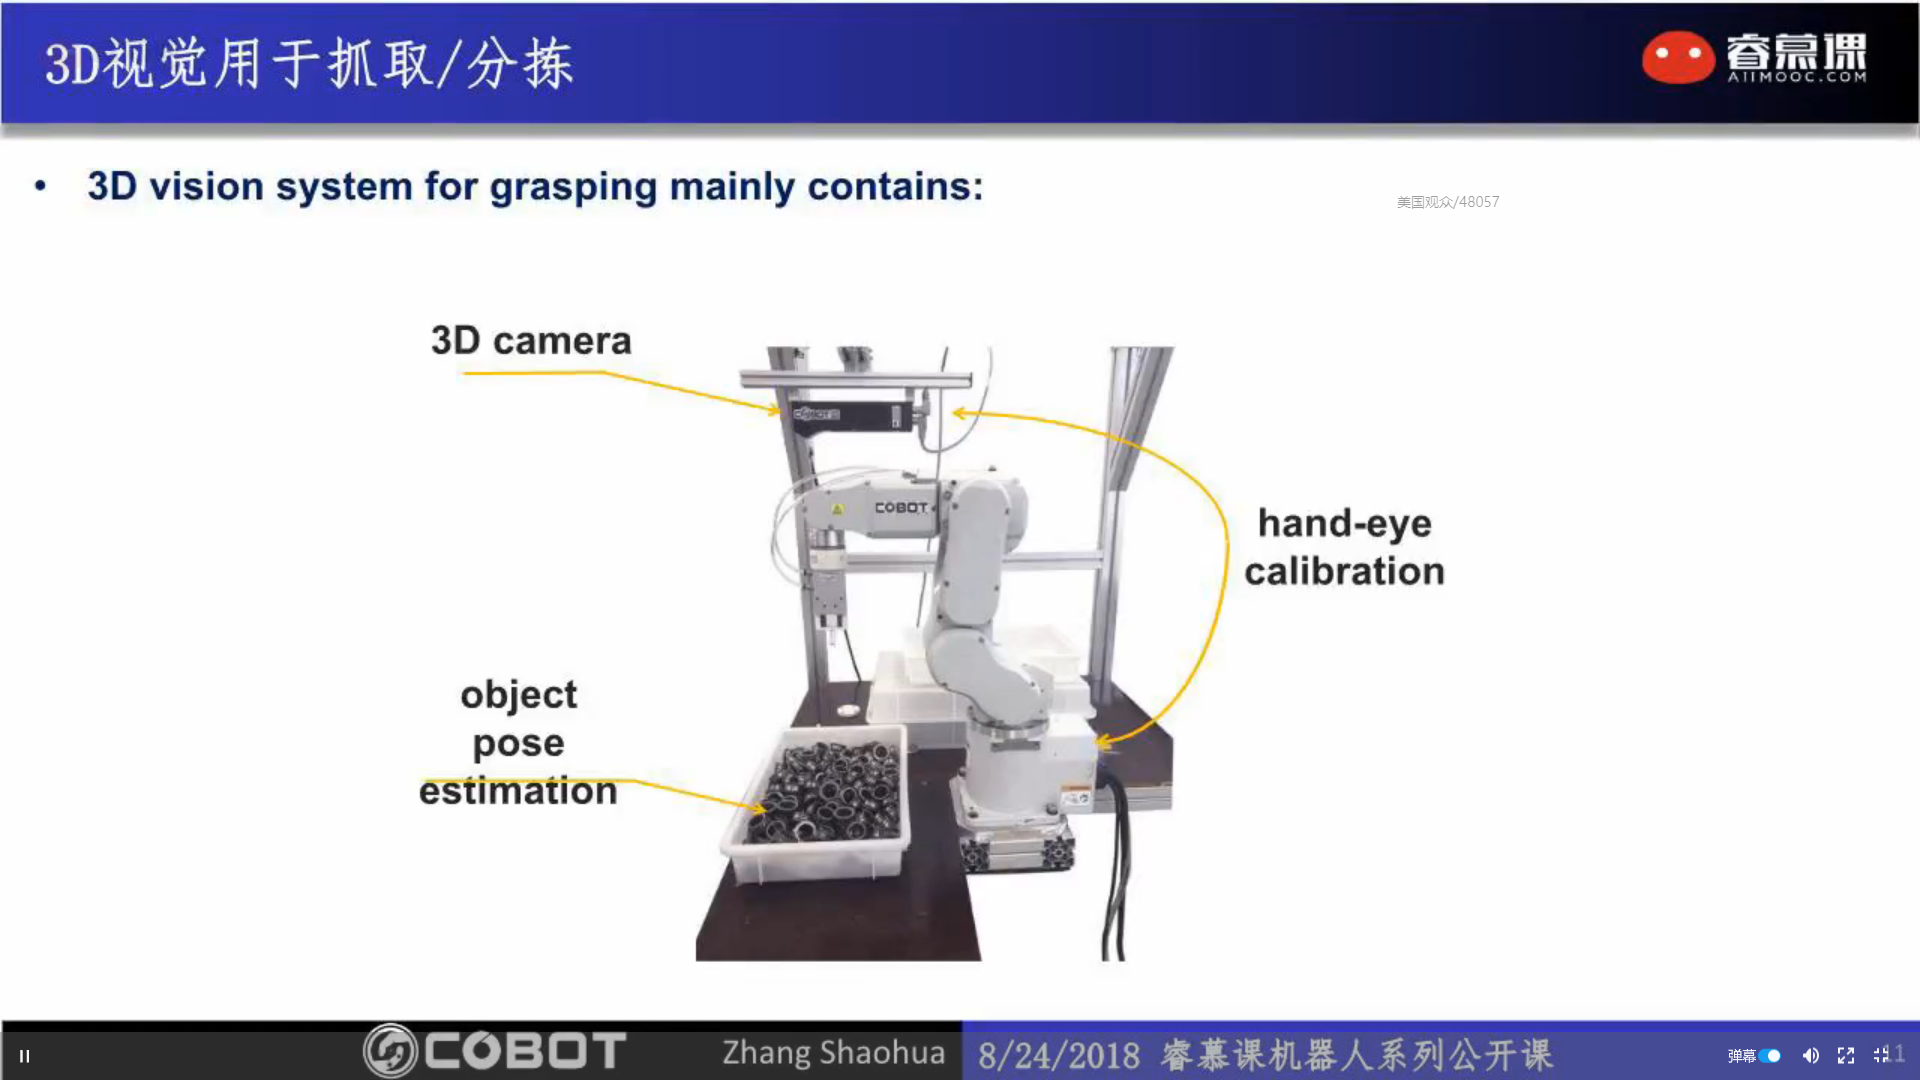 3D视觉用于抓取/分拣
睿慕课
AIIMOOC.COM
• 3D vision system for grasping mainly contains:
美国观众/48057
3D camera
COBOT
COBOT
hand-eye
calibration
object
pose
estimation
COBOT
Zhang Shaohua
8/24/2018 睿慕课机器人系列公开课
弹幕
11